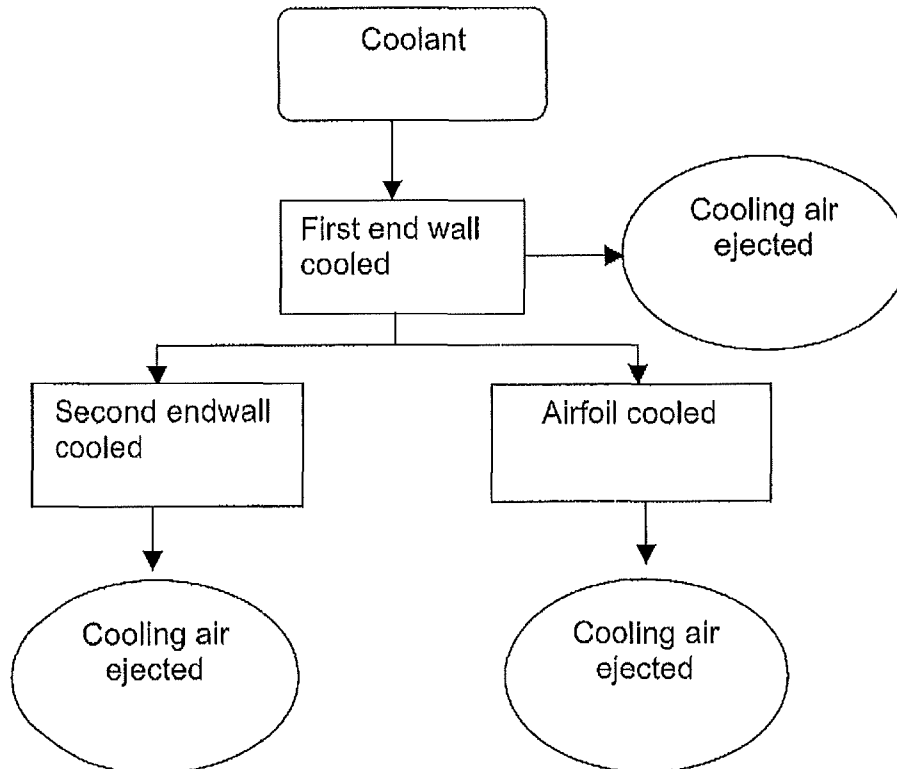 Coolant
First end wall
cooled
Cooling air
ejected
Second endwall
cooled
Airfoil cooled
Cooling air
ejected
Cooling air
ejected